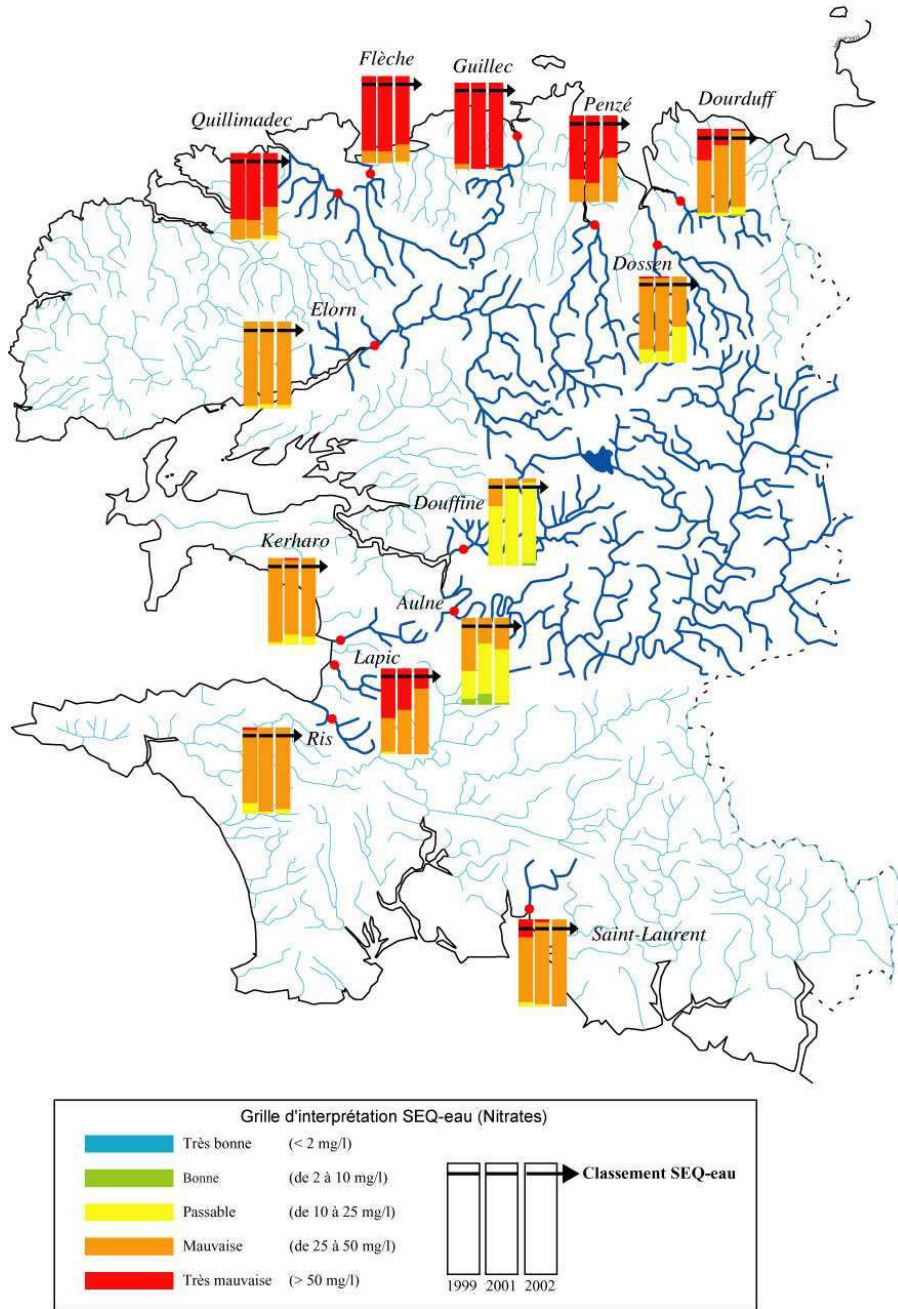 Flèche
Guillec
Penzé
Dourduff
Quillimadec
Dossen
Elorn
Douffine
Kerharo
Aulne
Lapic
Ris
Saint-Laurent
Grille d'interprétation SEQ-eau (Nitrates)
Très bonne (< 2 mg/l)
Bonne (de 2 à 10 mg/l)
Passable (de 10 à 25 mg/l)
Mauvaise (de 25 à 50 mg/l)
Très mauvaise (> 50 mg/l)
Classement SEQ-eau
1999 2001 2002